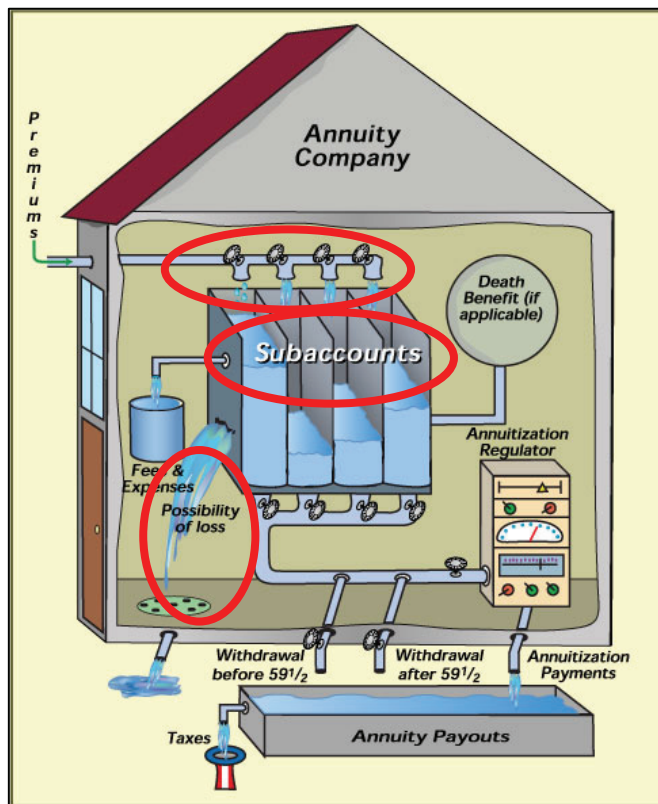 Annuity
Company
Premiums
Death
Benefit (if
applicable)
Subaccounts
Annuitization
Regulator
Fees &
Expenses
Possibility
of loss
Withdrawal
before 591/2
Withdrawal
after 591/2
Annuitization
Payments
Taxes
Annuity Payouts